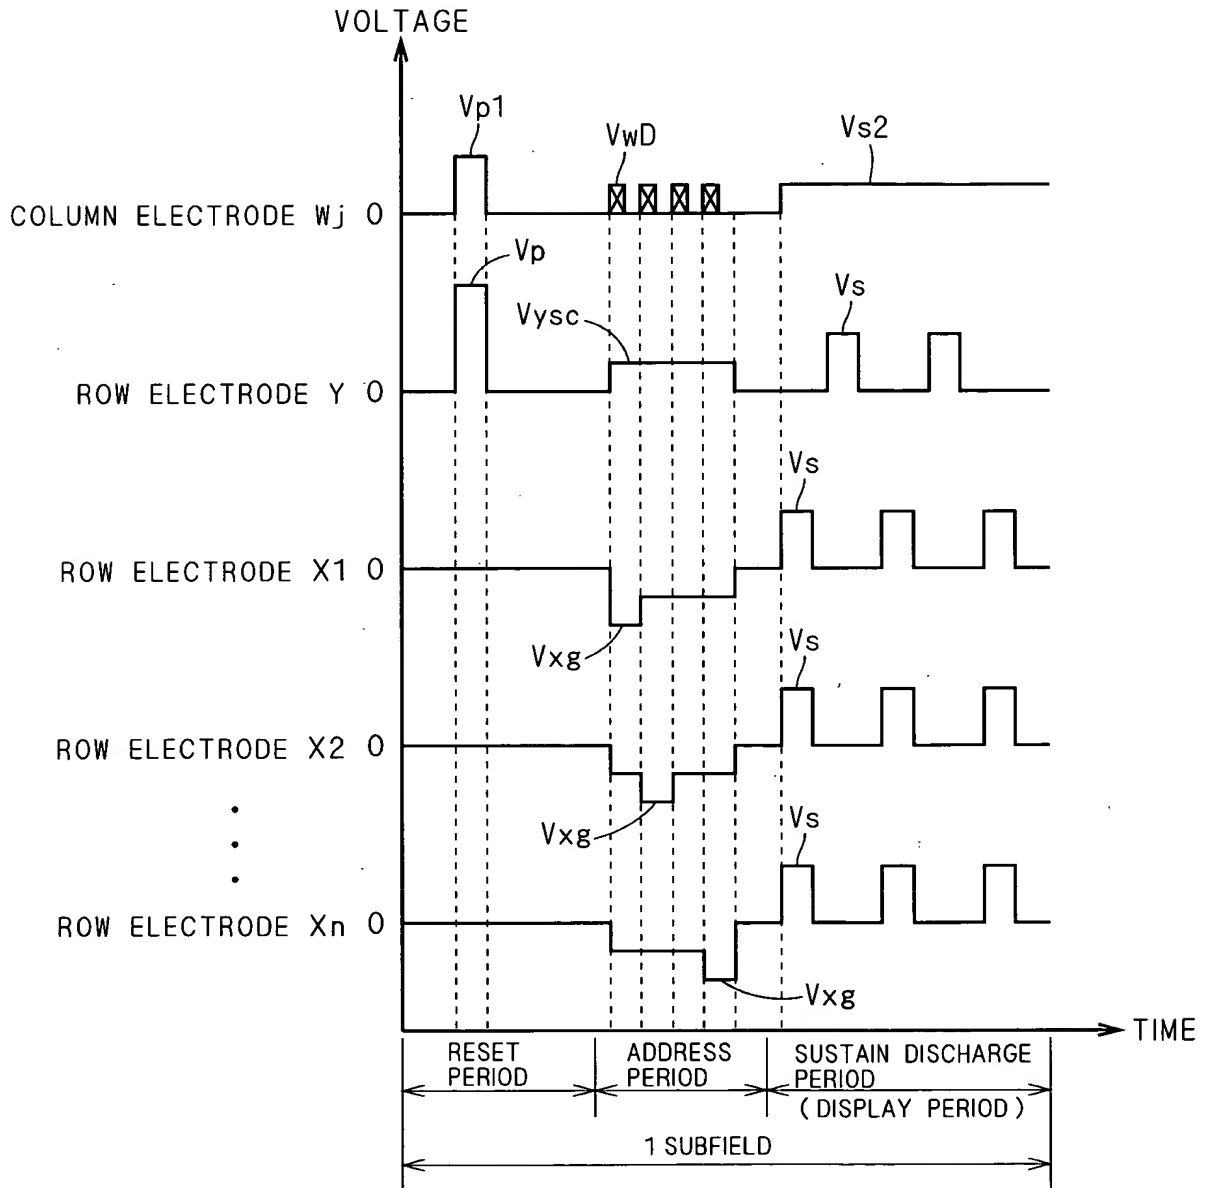 VOLTAGE
Vp1
VwD
Vs2
COLUMN ELECTRODE Wj 0
Vp
Vysc
Vs
ROW ELECTRODE Y 0
Vs
ROW ELECTRODE X1 0
Vxg
Vs
ROW ELECTRODE X2 0
Vxg
Vs
ROW ELECTRODE Xn 0
Vxg
TIME
RESET PERIOD
ADDRESS PERIOD
SUSTAIN DISCHARGE PERIOD
(DISPLAY PERIOD)
1 SUBFIELD